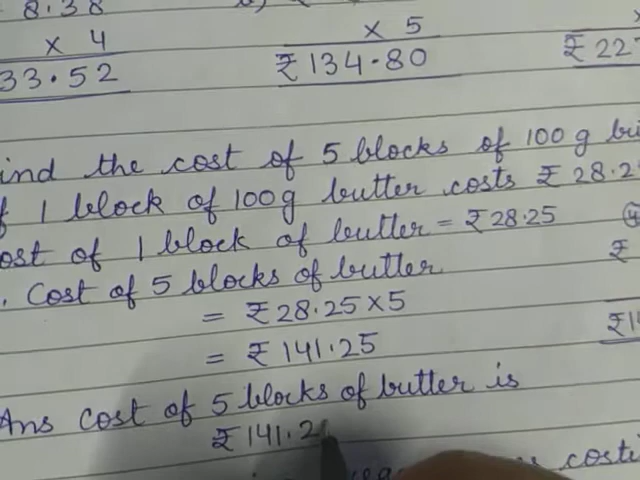 8.38
x 4
33.52
x 5
₹134.80
₹22
ind the cost of 5 blocks of 100 g
f 1 block of 100g butter costs ₹ 28.2
ost of 1 block of butter = ₹28.25
. Cost of 5 blocks of butter
= ₹28.25 x 5
= ₹141.25
Ans cost of 5 blocks of butter is
₹141.2